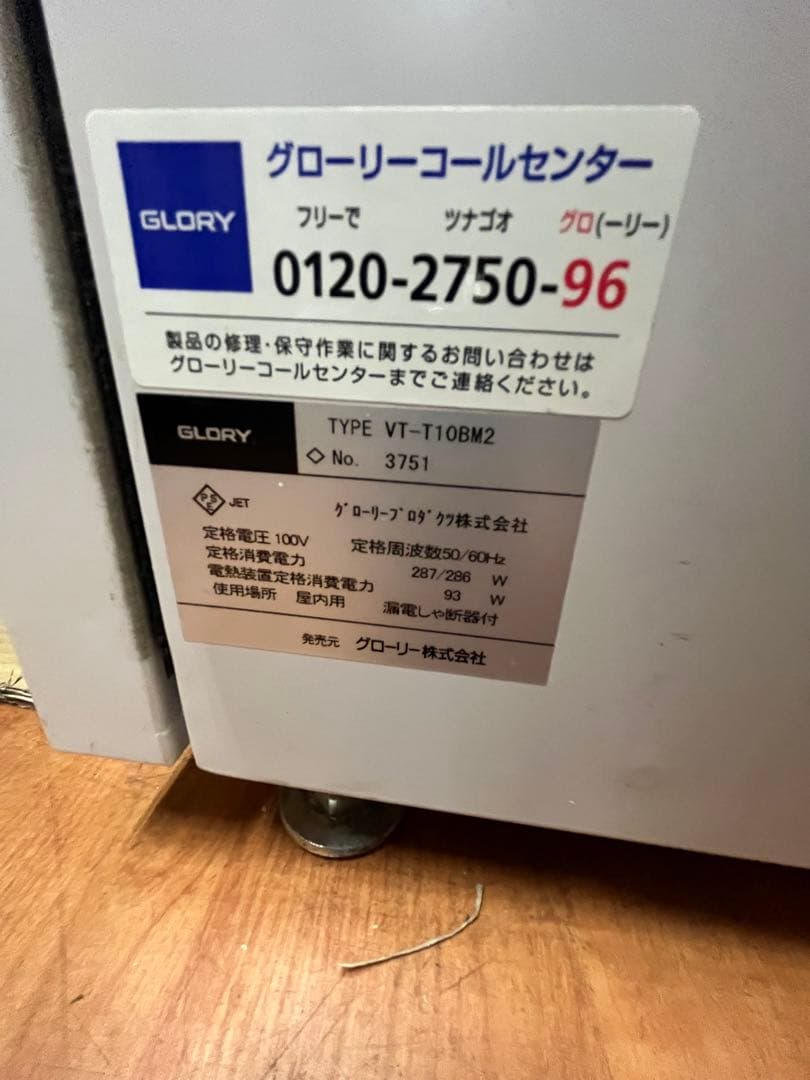 GLORY
グローリーコールセンター
フリーで ツナゴオ グロ(ーリー)
0120-2750-96
製品の修理・保守作業に関するお問い合わせは
グローリーコールセンターまでご連絡ください。
GLORY
TYPE VT-T10BM2
◇ No. 3751
PSE JET ｸﾞﾛｰﾘｰﾌﾟﾛﾀﾞｸﾂ株式会社
定格電圧 100V 定格周波数50/60Hz
定格消費電力 287/286 W
電熱装置定格消費電力 93 W
使用場所 屋内用 漏電しゃ断器付
発売元 グローリー株式会社